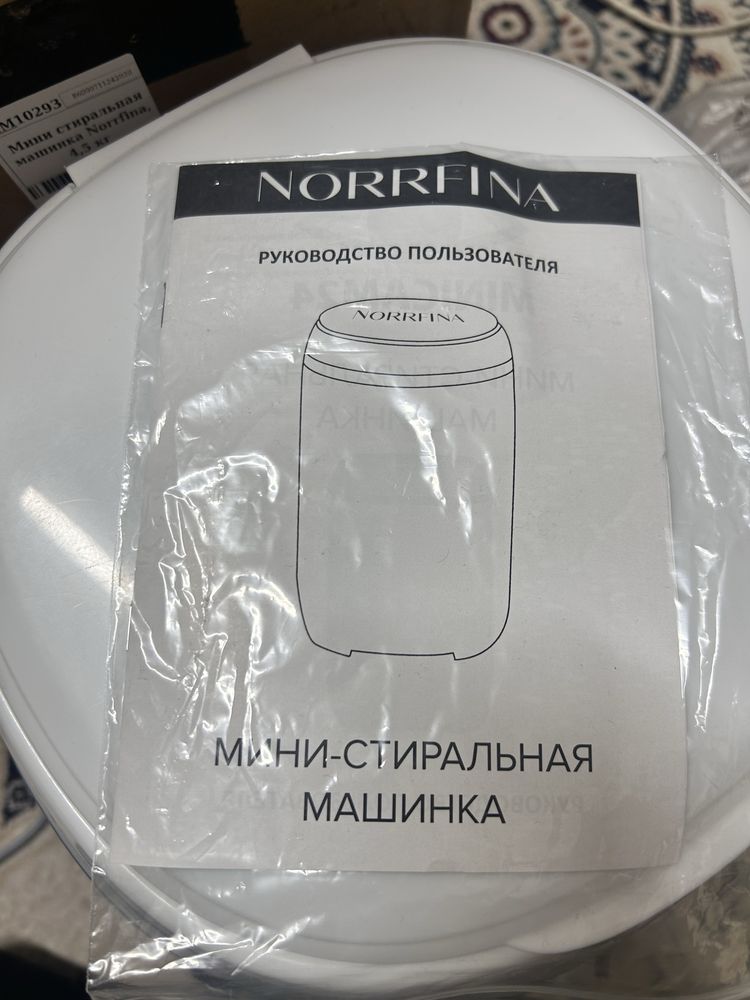 M10293
Мини стиральная
машинка Norrfina,
4,5 кг
NORRFINA
РУКОВОДСТВО ПОЛЬЗОВАТЕЛЯ
NORRFINA
МИНИ-СТИРАЛЬНАЯ
МАШИНКА